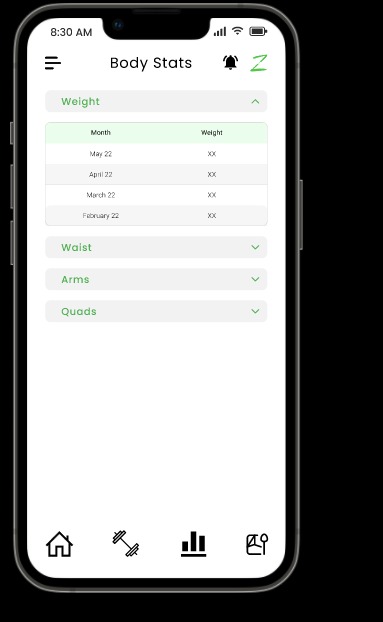 8:30 AM
Body Stats
Weight
Month Weight
May 22 XX
April 22 XX
March 22 XX
February 22 XX
Waist
Arms
Quads